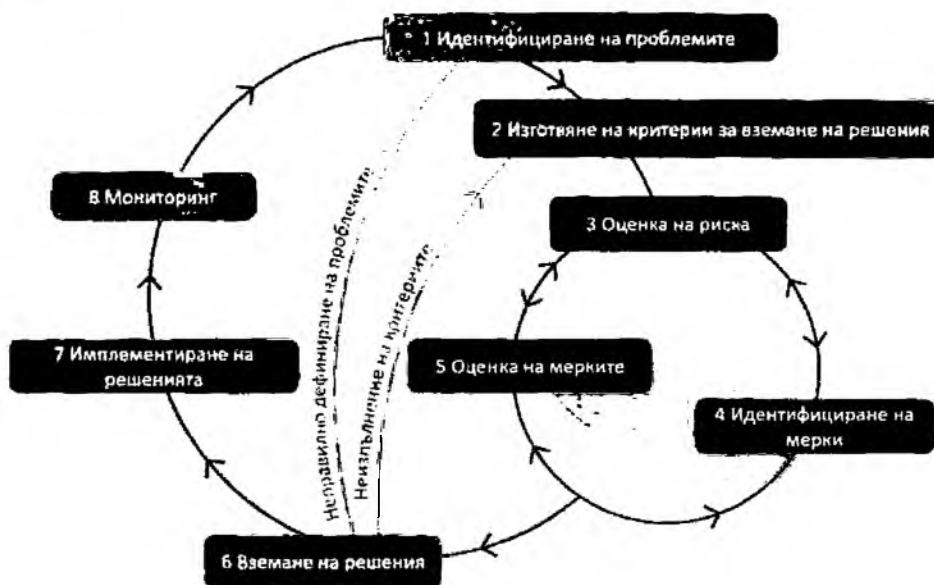 1 Идентифициране на проблемите
2 Изготвяне на критерии за вземане на решения
8 Мониторинг
3 Оценка на риска
Неправилно дефиниране на проблемите
Неизпълнение на критериите
7 Имплементиране на
решенията
5 Оценка на мерките
4 Идентифициране на
мерки
6 Вземане на решения